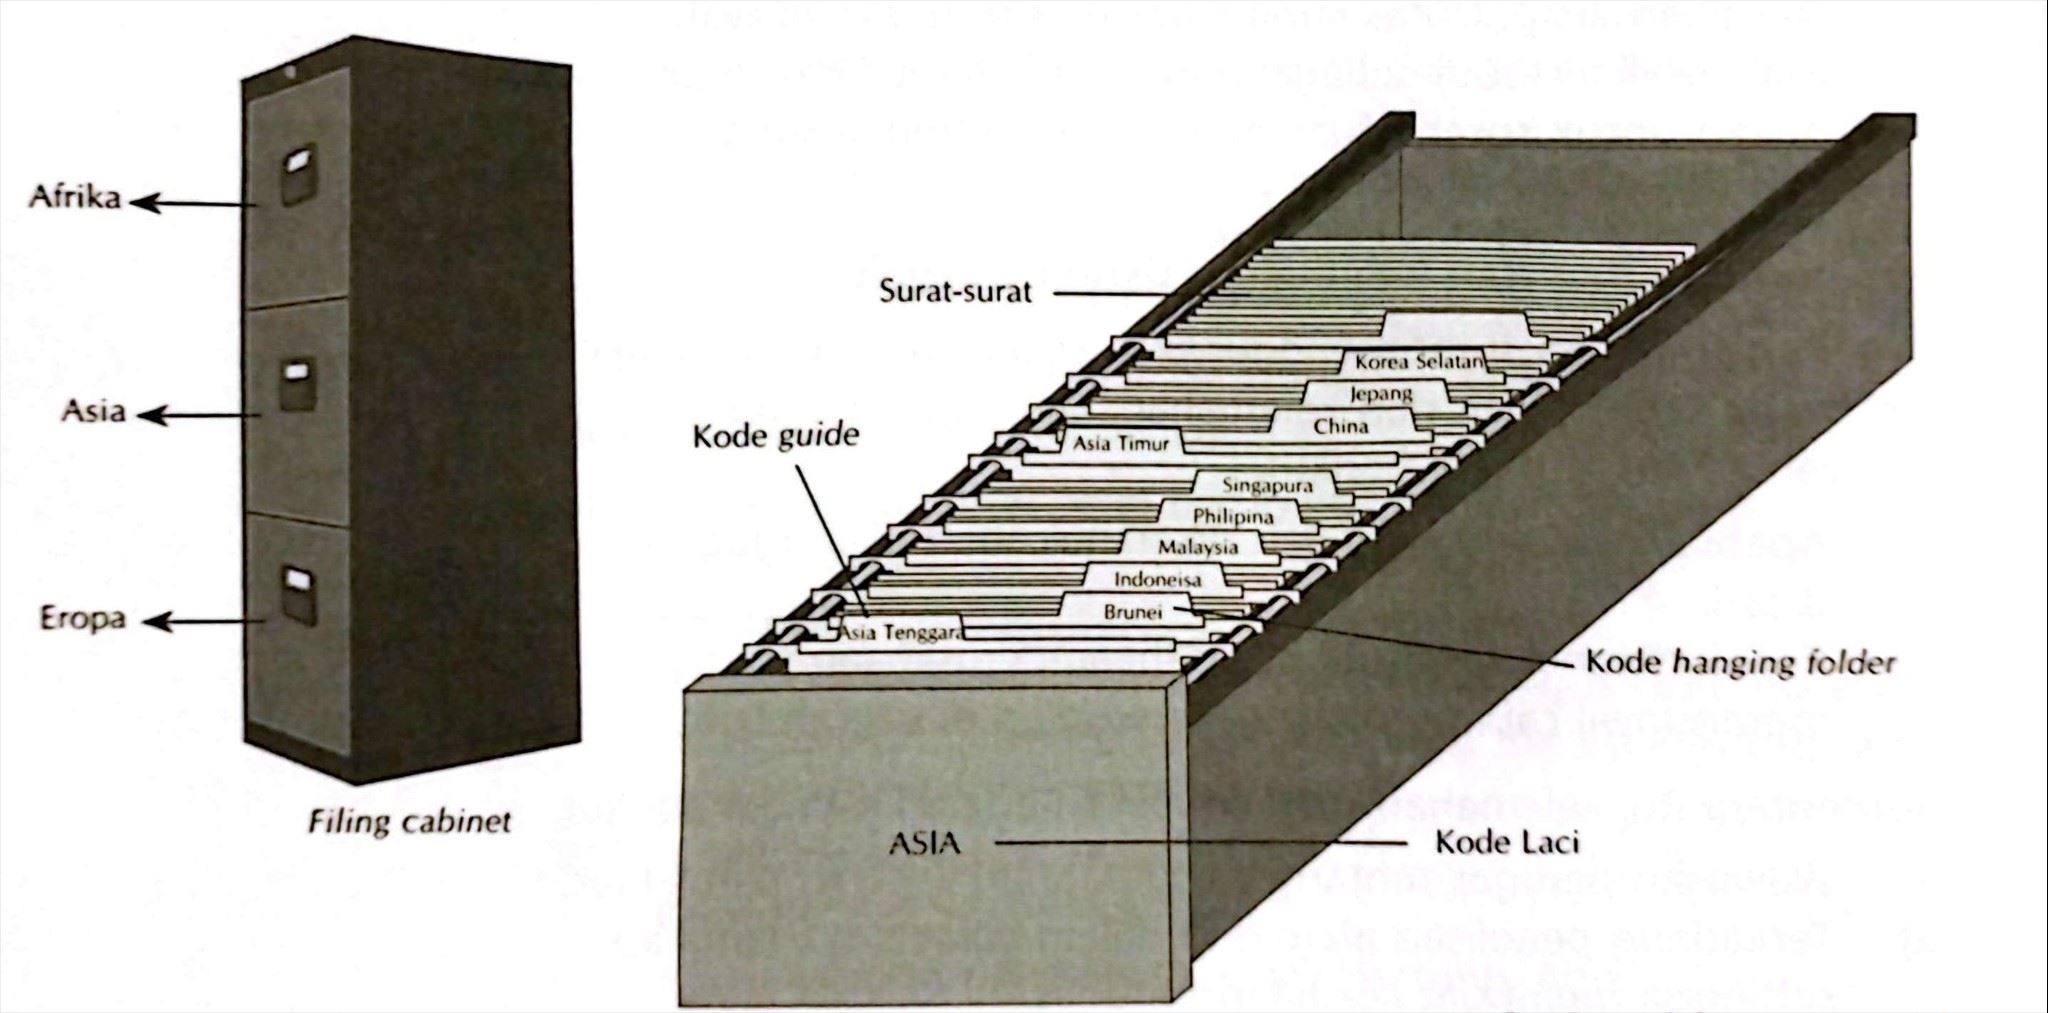 Afrika
Asia
Eropa
Filing cabinet
Surat-surat
Kode guide
Korea Selatan
Jepang
China
Asia Timur
Singapura
Philipina
Malaysia
Indoneisa
Brunei
Asia Tenggara
Kode hanging folder
ASIA
Kode Laci